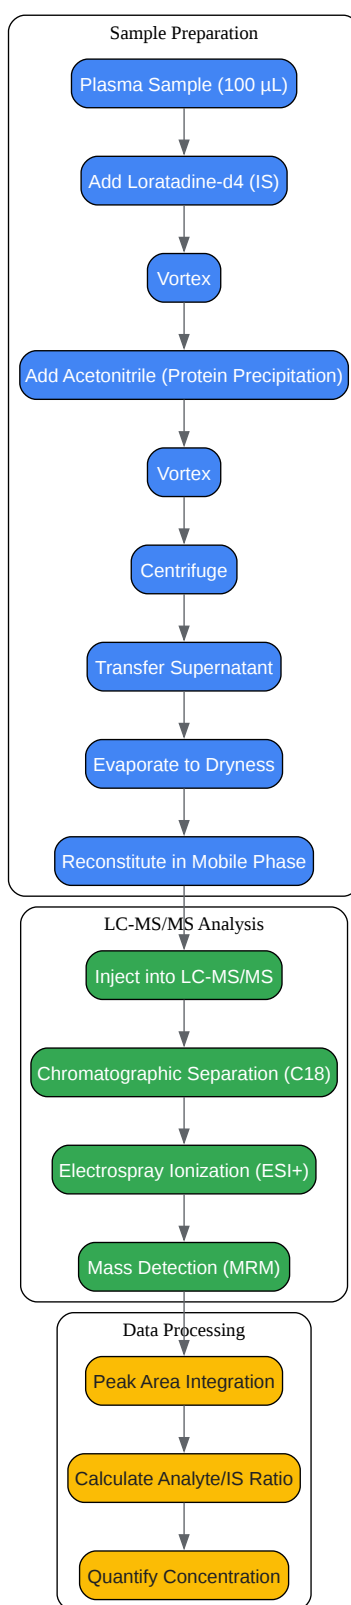 Sample Preparation
Plasma Sample (100 µL)
Add Loratadine-d4 (IS)
Vortex
Add Acetonitrile (Protein Precipitation)
Vortex
Centrifuge
Transfer Supernatant
Evaporate to Dryness
Reconstitute in Mobile Phase
LC-MS/MS Analysis
Inject into LC-MS/MS
Chromatographic Separation (C18)
Electrospray Ionization (ESI+)
Mass Detection (MRM)
Data Processing
Peak Area Integration
Calculate Analyte/IS Ratio
Quantify Concentration